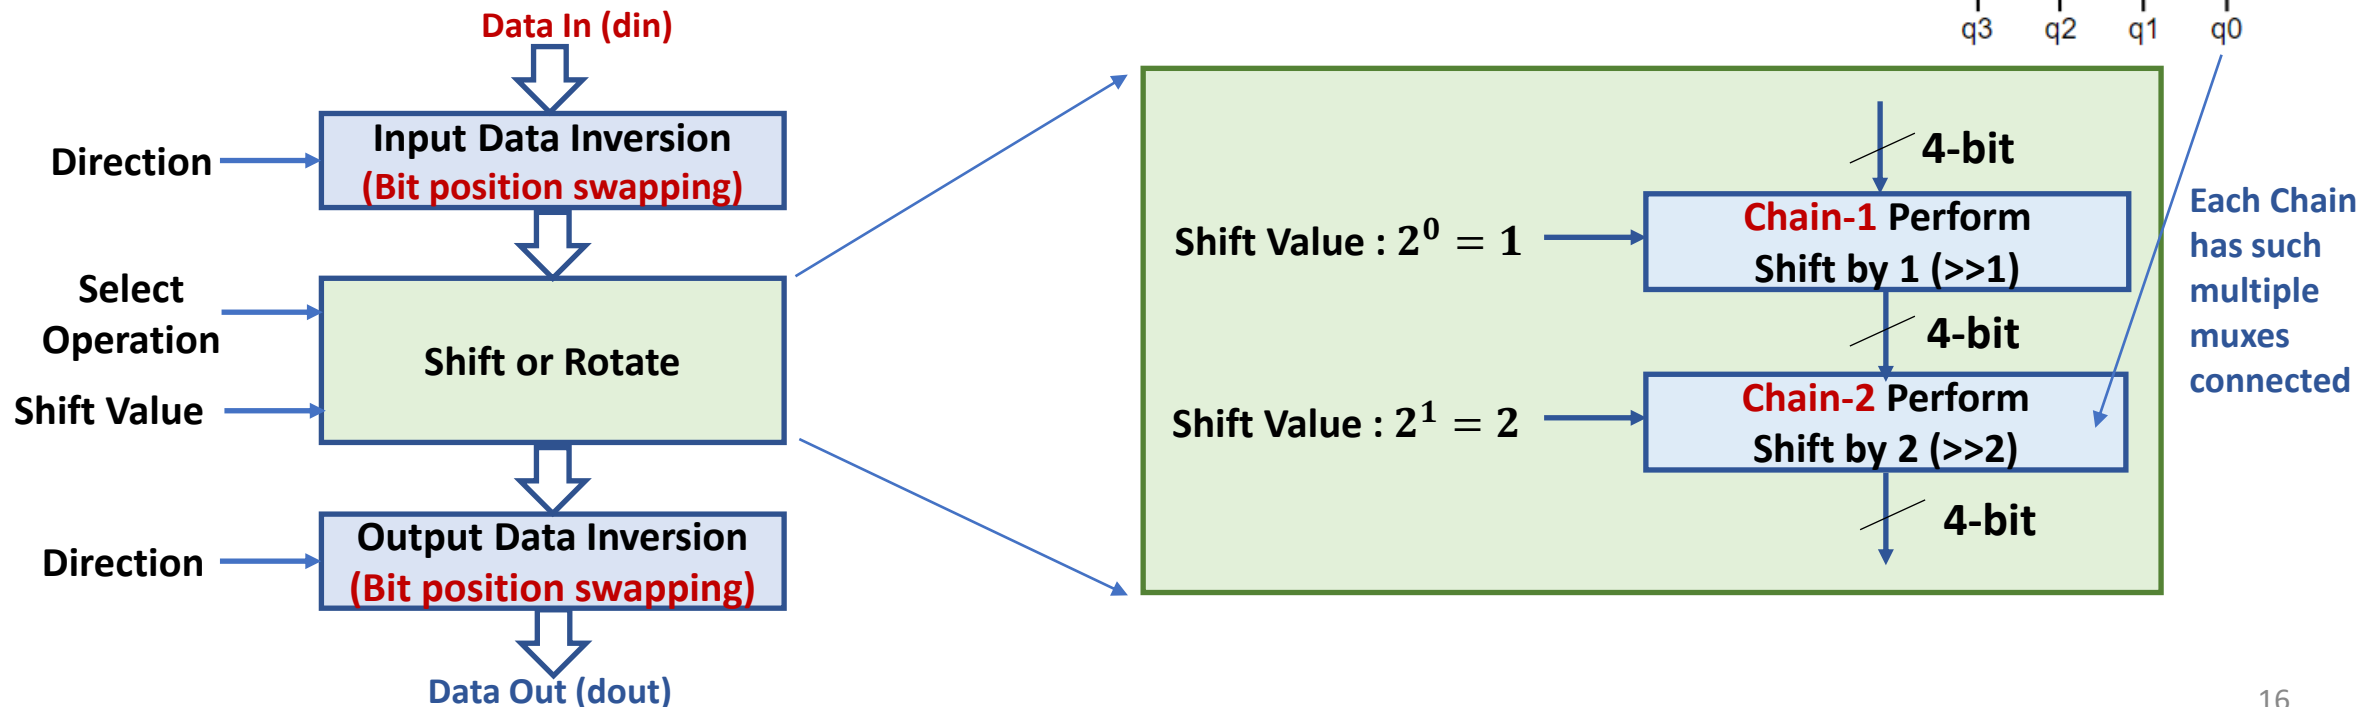 Data In (din)
Direction
Input Data Inversion
(Bit position swapping)
Select
Operation
Shift Value
Shift or Rotate
Direction
Output Data Inversion
(Bit position swapping)
Data Out (dout)
q3 q2 q1 q0
4-bit
Shift Value : 2⁰ = 1
Chain-1 Perform
Shift by 1 (>>1)
4-bit
Shift Value : 2¹ = 2
Chain-2 Perform
Shift by 2 (>>2)
4-bit
Each Chain
has such
multiple
muxes
connected
16